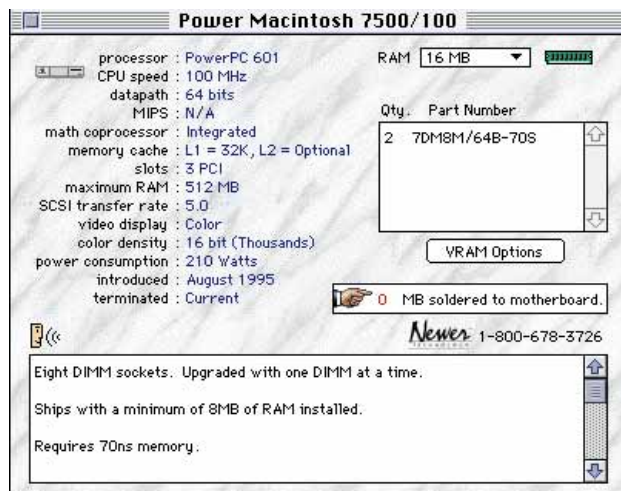 Power Macintosh 7500/100
processor : PowerPC 601
CPU speed : 100 MHz
datapath : 64 bits
MIPS : N/A
math coprocessor : Integrated
memory cache : L1 = 32K, L2 = Optional
slots : 3 PCI
maximum RAM : 512 MB
SCSI transfer rate : 5.0
video display : Color
color density : 16 bit (Thousands)
power consumption : 210 Watts
introduced : August 1995
terminated : Current
RAM 16 MB
Qty. Part Number
2 7DM8M/64B-70S
VRAM Options
0 MB soldered to motherboard.
Newer 1-800-678-3726
Eight DIMM sockets. Upgraded with one DIMM at a time.
Ships with a minimum of 8MB of RAM installed.
Requires 70ns memory.